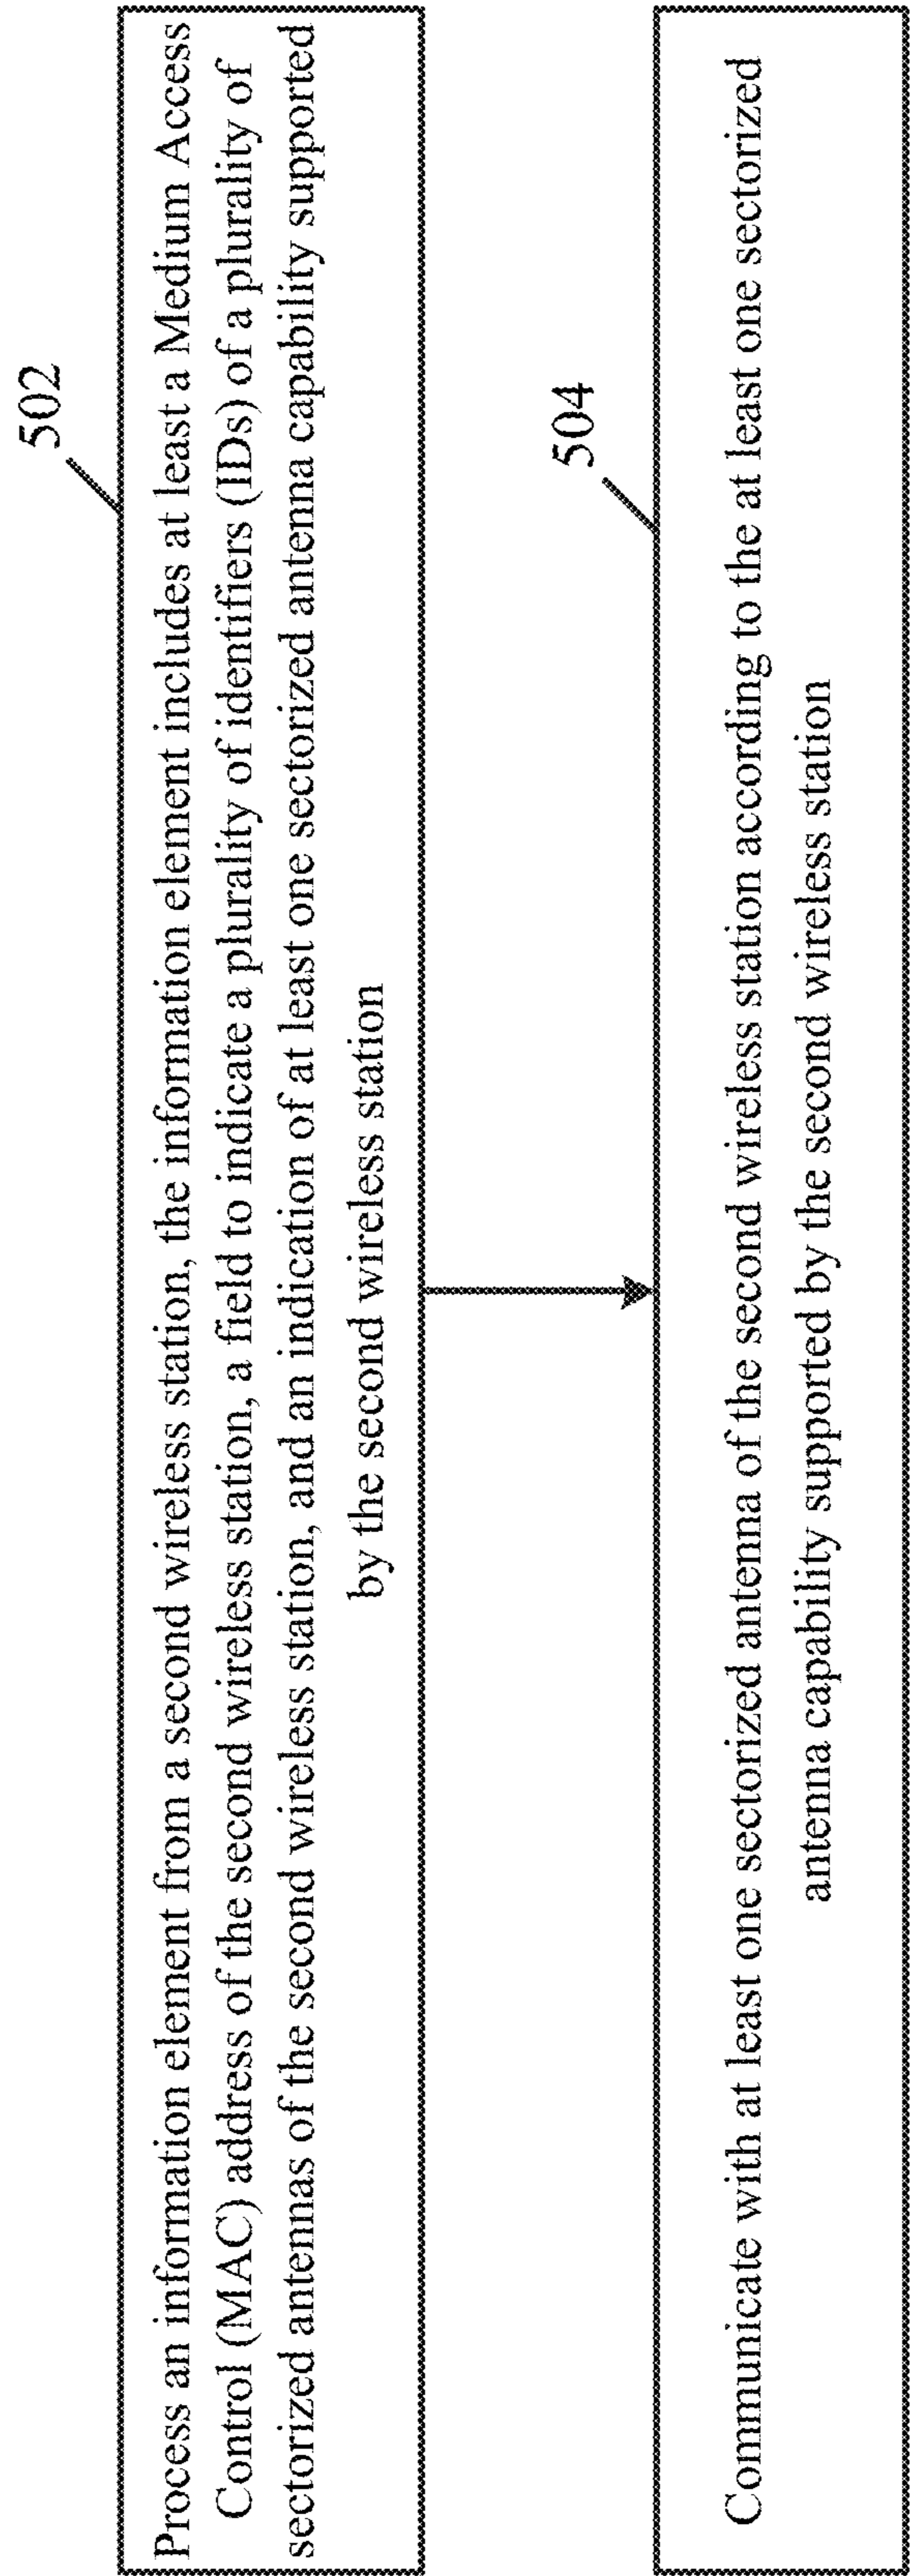 502
Process an information element from a second wireless station, the information element includes at least a Medium Access
Control (MAC) address of the second wireless station, a field to indicate a plurality of identifiers (IDs) of a plurality of
sectorized antennas of the second wireless station, and an indication of at least one sectorized antenna capability supported
by the second wireless station
504
Communicate with at least one sectorized antenna of the second wireless station according to the at least one sectorized
antenna capability supported by the second wireless station